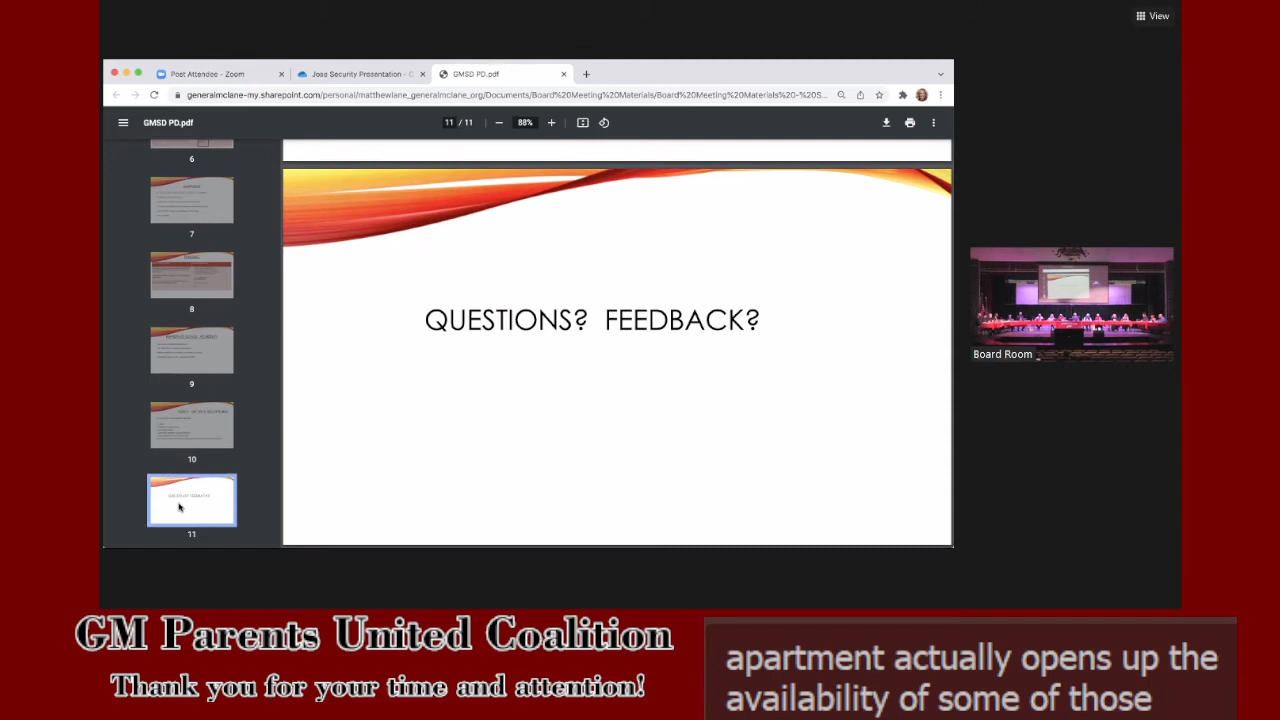 View
Post Attendee - Zoom
Joss Security Presentation - C
GMSD PD.pdf
generalmclane-my.sharepoint.com/personal/matthewlane_generalmclane_org/Documents/Board%20Meeting%20Materials/Board%20Meeting%20Materials%20-%20S...
GMSD PD.pdf
11 / 11
88%
6
7
8
9
10
QUESTIONS? FEEDBACK?
11
QUESTIONS? FEEDBACK?
Board Room
GM Parents United Coalition
Thank you for your time and attention!
apartment actually opens up the
availability of some of those